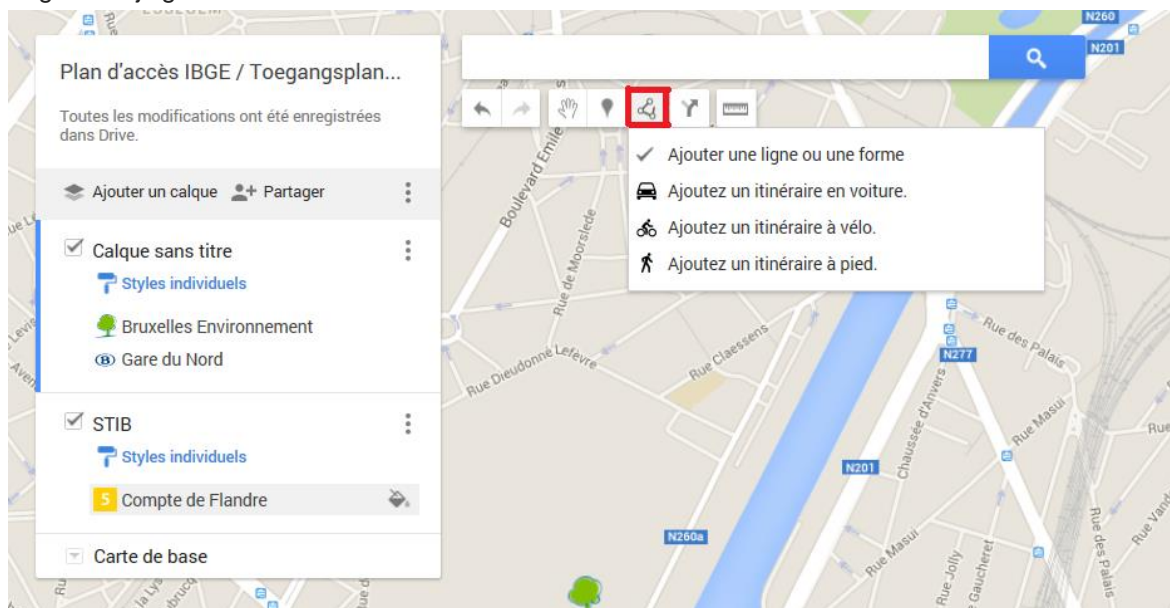 N260
N201
Plan d'accès IBGE / Toegangsplan...
Toutes les modifications ont été enregistrées
dans Drive.
Ajouter un calque
Partager
Calque sans titre
Styles individuels
Bruxelles Environnement
Gare du Nord
STIB
Styles individuels
5 Compte de Flandre
Carte de base
Ajouter une ligne ou une forme
Ajoutez un itinéraire en voiture.
Ajoutez un itinéraire à vélo.
Ajoutez un itinéraire à pied.
Boulevard Emile
Rue de Moorslede
Rue Dieudonné Lefèvre
Rue Claessens
Rue des Palais
N277
Chaussée d'Anvers
Rue Masui
N201
N260a
Rue Masui
Rue Jolly
Gaucheret
Rue des Palais
Rue